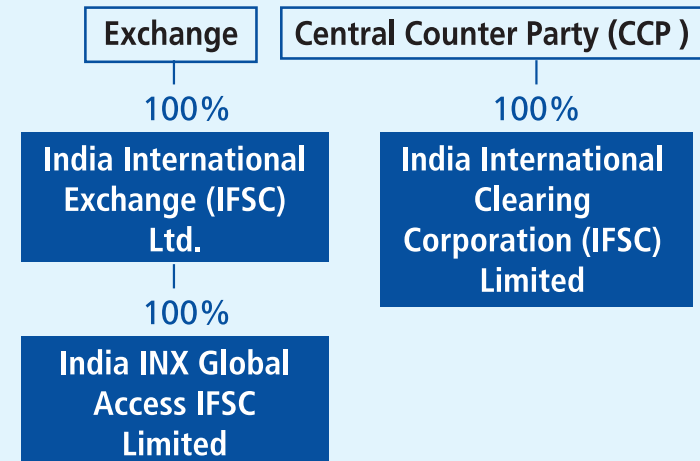 Exchange
100%
India International
Exchange (IFSC)
Ltd.
100%
India INX Global
Access IFSC
Limited
Central Counter Party (CCP )
100%
India International
Clearing
Corporation (IFSC)
Limited